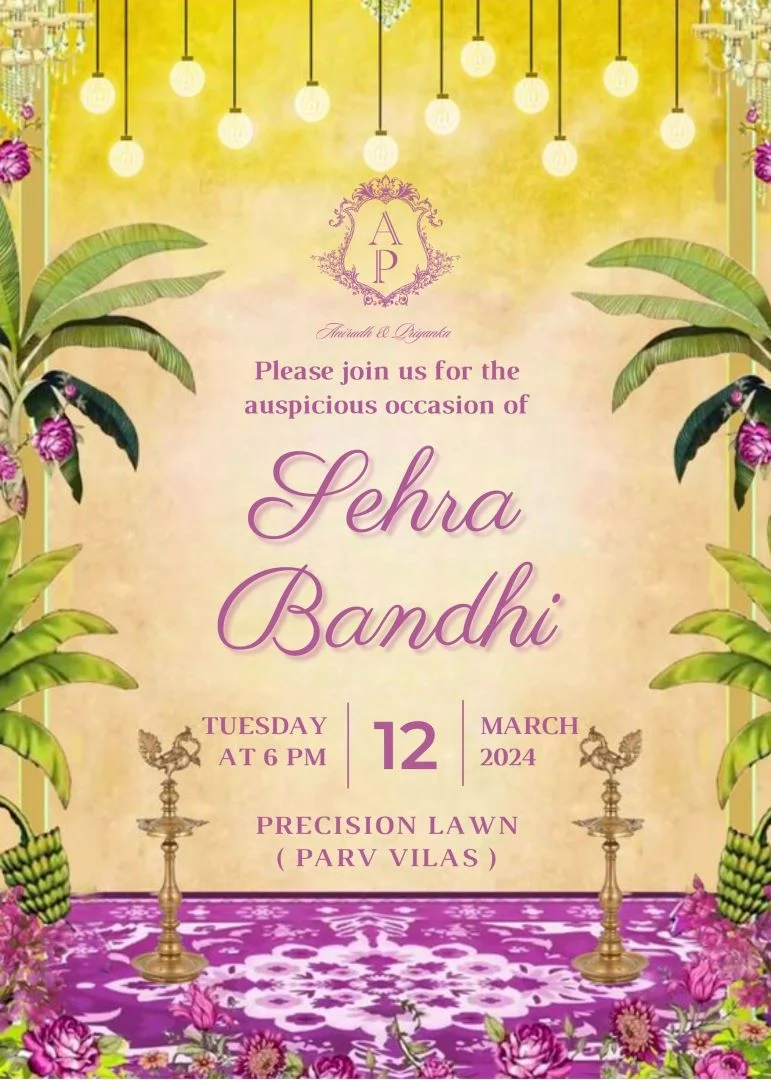 A
P
Anirudh & Priyanka
Please join us for the
auspicious occasion of
Sehra
Bandhi
TUESDAY
AT 6 PM
12
MARCH
2024
PRECISION LAWN
( PARV VILAS )